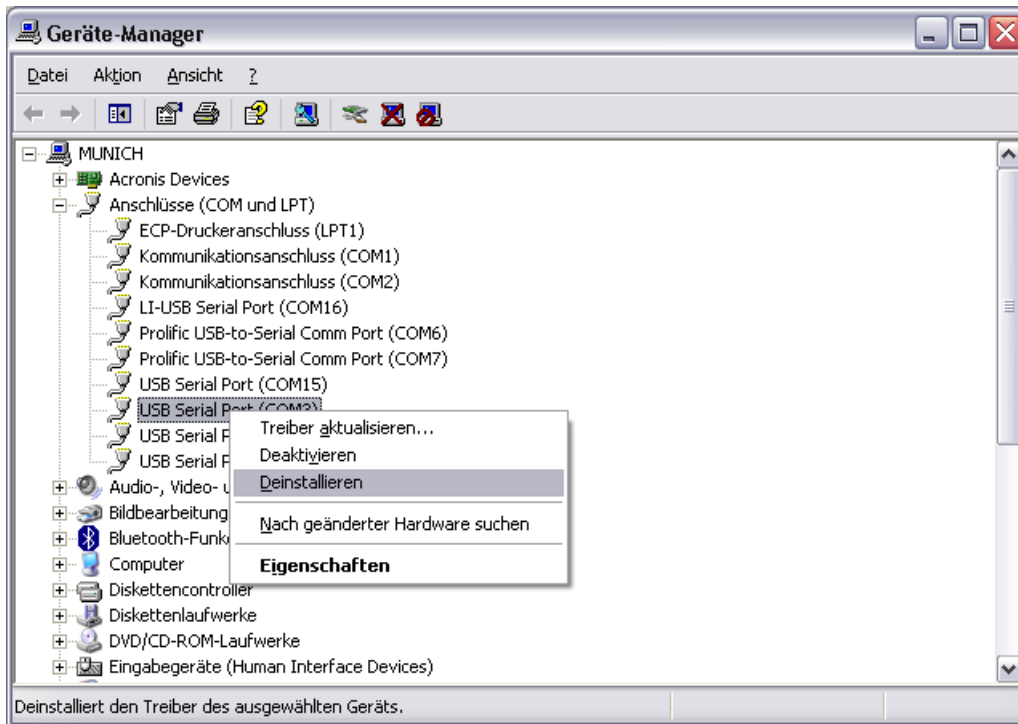 Geräte-Manager
Datei Aktion Ansicht ?
MUNICH
Acronis Devices
Anschlüsse (COM und LPT)
ECP-Druckeranschluss (LPT1)
Kommunikationsanschluss (COM1)
Kommunikationsanschluss (COM2)
LI-USB Serial Port (COM16)
Prolific USB-to-Serial Comm Port (COM6)
Prolific USB-to-Serial Comm Port (COM7)
USB Serial Port (COM15)
USB Serial Port
USB Serial
USB Serial
Audio-, Video-
Bildbearbeitung
Bluetooth-Funk
Computer
Diskettencontroller
Diskettenlaufwerke
DVD/CD-ROM-Laufwerke
Eingabegeräte (Human Interface Devices)
Treiber aktualisieren...
Deaktivieren
Deinstallieren
Nach geänderter Hardware suchen
Eigenschaften
Deinstalliert den Treiber des ausgewählten Geräts.